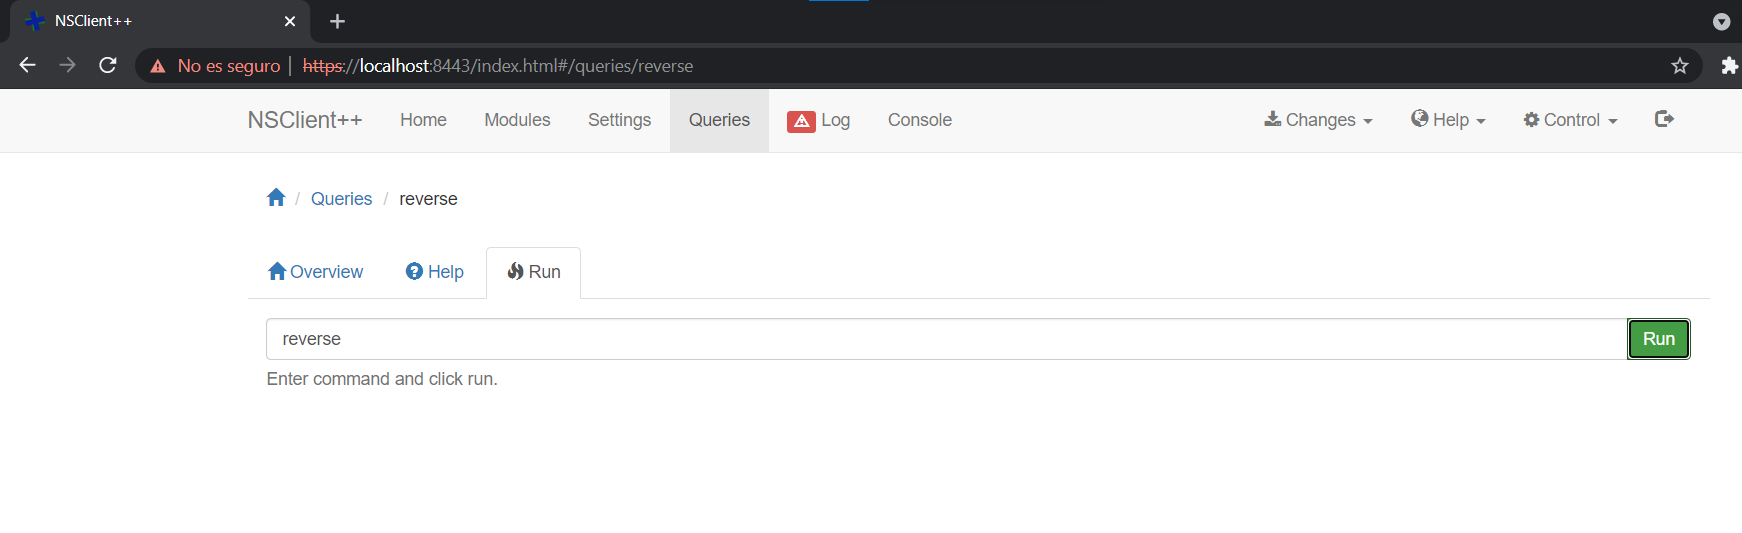 NSClient++
No es seguro | https://localhost:8443/index.html#/queries/reverse
NSClient++ Home Modules Settings Queries Log Console Changes Help Control
/ Queries / reverse
Overview Help Run
reverse Run
Enter command and click run.